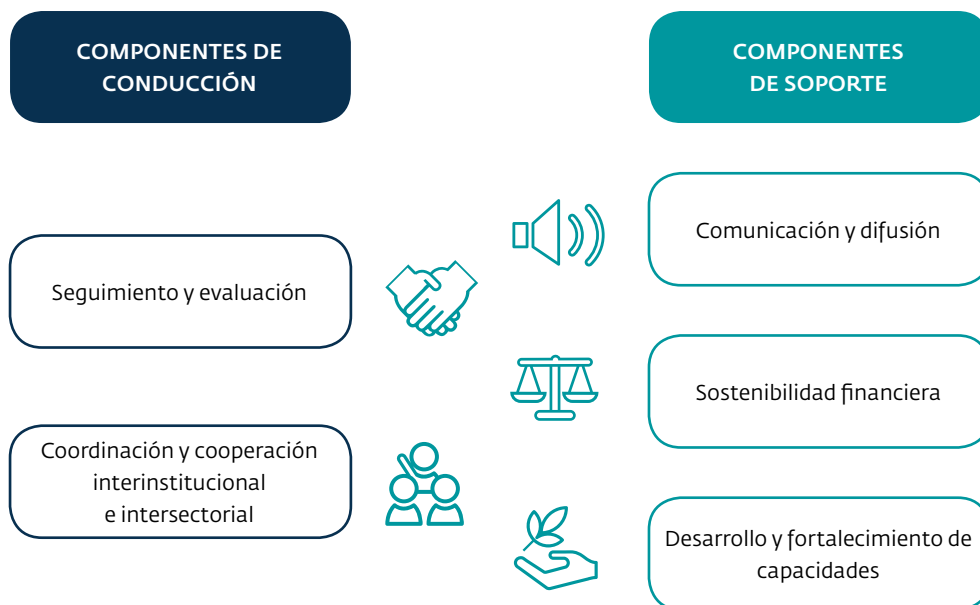 COMPONENTES DE
CONDUCCIÓN
Seguimiento y evaluación
Coordinación y cooperación
interinstitucional
e intersectorial
COMPONENTES
DE SOPORTE
Comunicación y difusión
Sostenibilidad financiera
Desarrollo y fortalecimiento de
capacidades